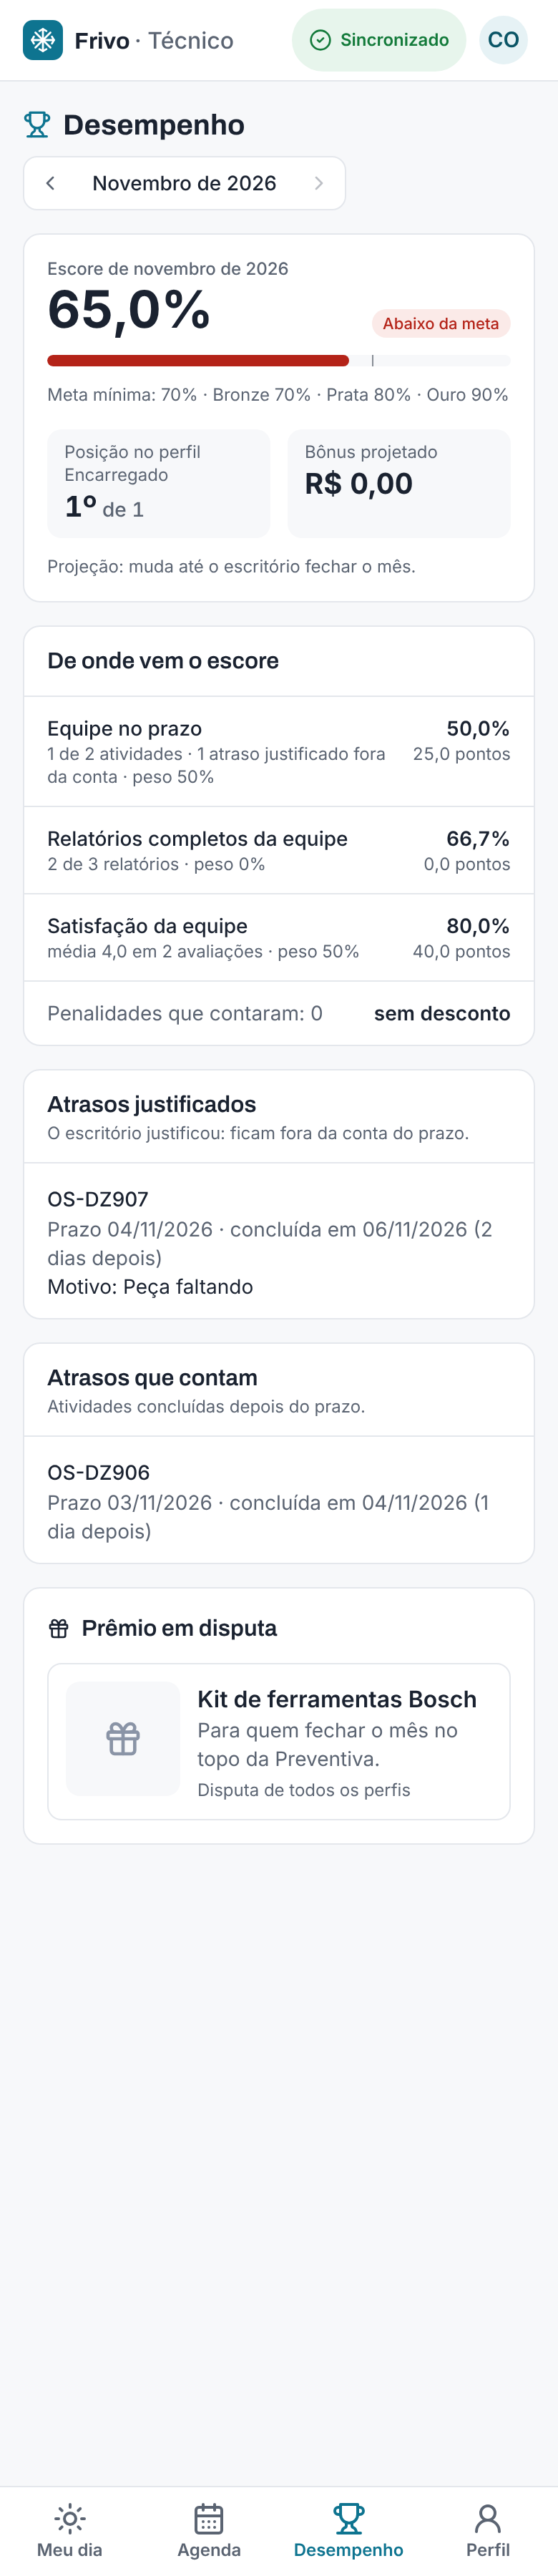 Frivo · Técnico
Sincronizado
CO
Desempenho
Novembro de 2026
Escore de novembro de 2026
65,0%
Abaixo da meta
Meta mínima: 70% · Bronze 70% · Prata 80% · Ouro 90%
Posição no perfil
Encarregado
1º de 1
Bônus projetado
R$ 0,00
Projeção: muda até o escritório fechar o mês.
De onde vem o escore
Equipe no prazo
50,0%
1 de 2 atividades · 1 atraso justificado fora
da conta · peso 50%
25,0 pontos
Relatórios completos da equipe
66,7%
2 de 3 relatórios · peso 0%
0,0 pontos
Satisfação da equipe
80,0%
média 4,0 em 2 avaliações · peso 50%
40,0 pontos
Penalidades que contaram: 0
sem desconto
Atrasos justificados
O escritório justificou: ficam fora da conta do prazo.
OS-DZ907
Prazo 04/11/2026 · concluída em 06/11/2026 (2
dias depois)
Motivo: Peça faltando
Atrasos que contam
Atividades concluídas depois do prazo.
OS-DZ906
Prazo 03/11/2026 · concluída em 04/11/2026 (1
dia depois)
Prêmio em disputa
Kit de ferramentas Bosch
Para quem fechar o mês no
topo da Preventiva.
Disputa de todos os perfis
Meu dia
Agenda
Desempenho
Perfil